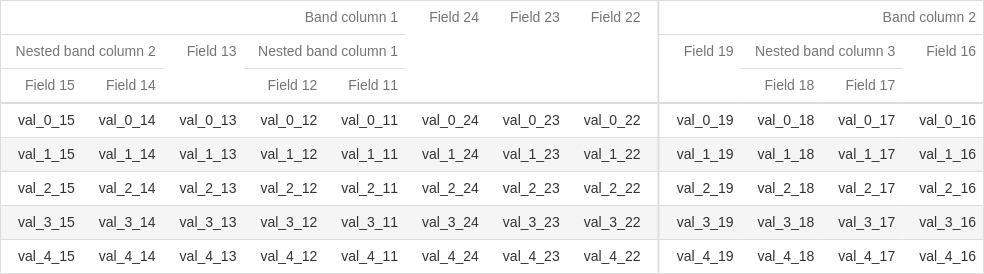 Band column 1 Field 24 Field 23 Field 22 Band column 2
Nested band column 2 Field 13 Nested band column 1 Field 19 Nested band column 3 Field 16
Field 15 Field 14 Field 12 Field 11 Field 18 Field 17
val_0_15 val_0_14 val_0_13 val_0_12 val_0_11 val_0_24 val_0_23 val_0_22 val_0_19 val_0_18 val_0_17 val_0_16
val_1_15 val_1_14 val_1_13 val_1_12 val_1_11 val_1_24 val_1_23 val_1_22 val_1_19 val_1_18 val_1_17 val_1_16
val_2_15 val_2_14 val_2_13 val_2_12 val_2_11 val_2_24 val_2_23 val_2_22 val_2_19 val_2_18 val_2_17 val_2_16
val_3_15 val_3_14 val_3_13 val_3_12 val_3_11 val_3_24 val_3_23 val_3_22 val_3_19 val_3_18 val_3_17 val_3_16
val_4_15 val_4_14 val_4_13 val_4_12 val_4_11 val_4_24 val_4_23 val_4_22 val_4_19 val_4_18 val_4_17 val_4_16